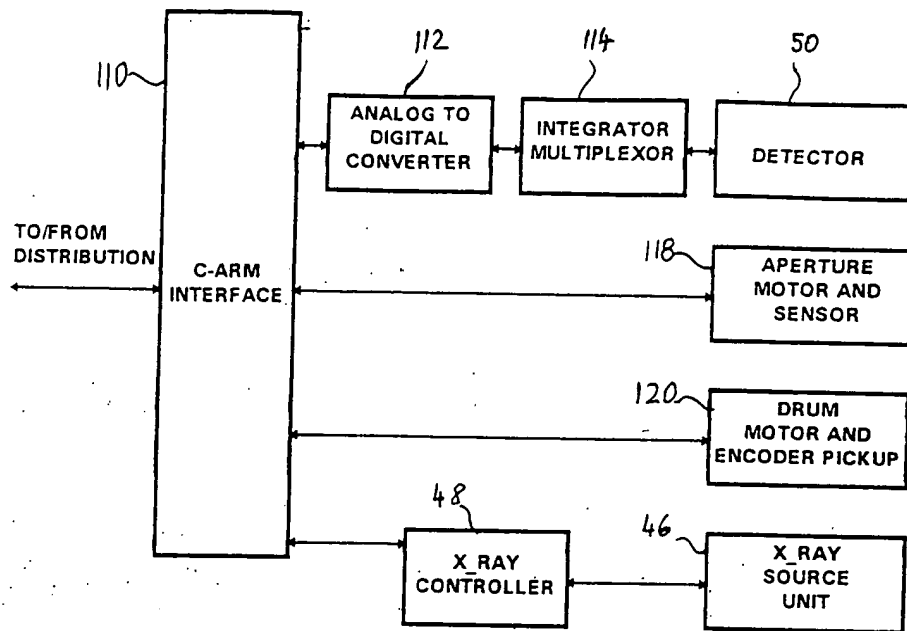 112
114
50
110
ANALOG TO
DIGITAL
CONVERTER
INTEGRATOR
MULTIPLEXOR
DETECTOR
TO/FROM
DISTRIBUTION
C-ARM
INTERFACE
118
APERTURE
MOTOR AND
SENSOR
120
DRUM
MOTOR AND
ENCODER PICKUP
48
X_RAY
CONTROLLER
46
X_RAY
SOURCE
UNIT